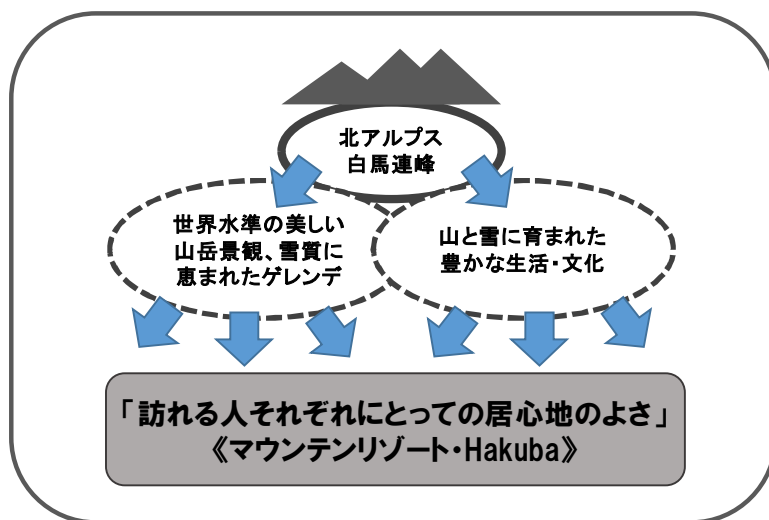 北アルプス
白馬連峰
世界水準の美しい
山岳景観、雪質に
恵まれたゲレンデ
山と雪に育まれた
豊かな生活・文化
「訪れる人それぞれにとっての居心地のよさ」
《マウンテンリゾート・Hakuba》